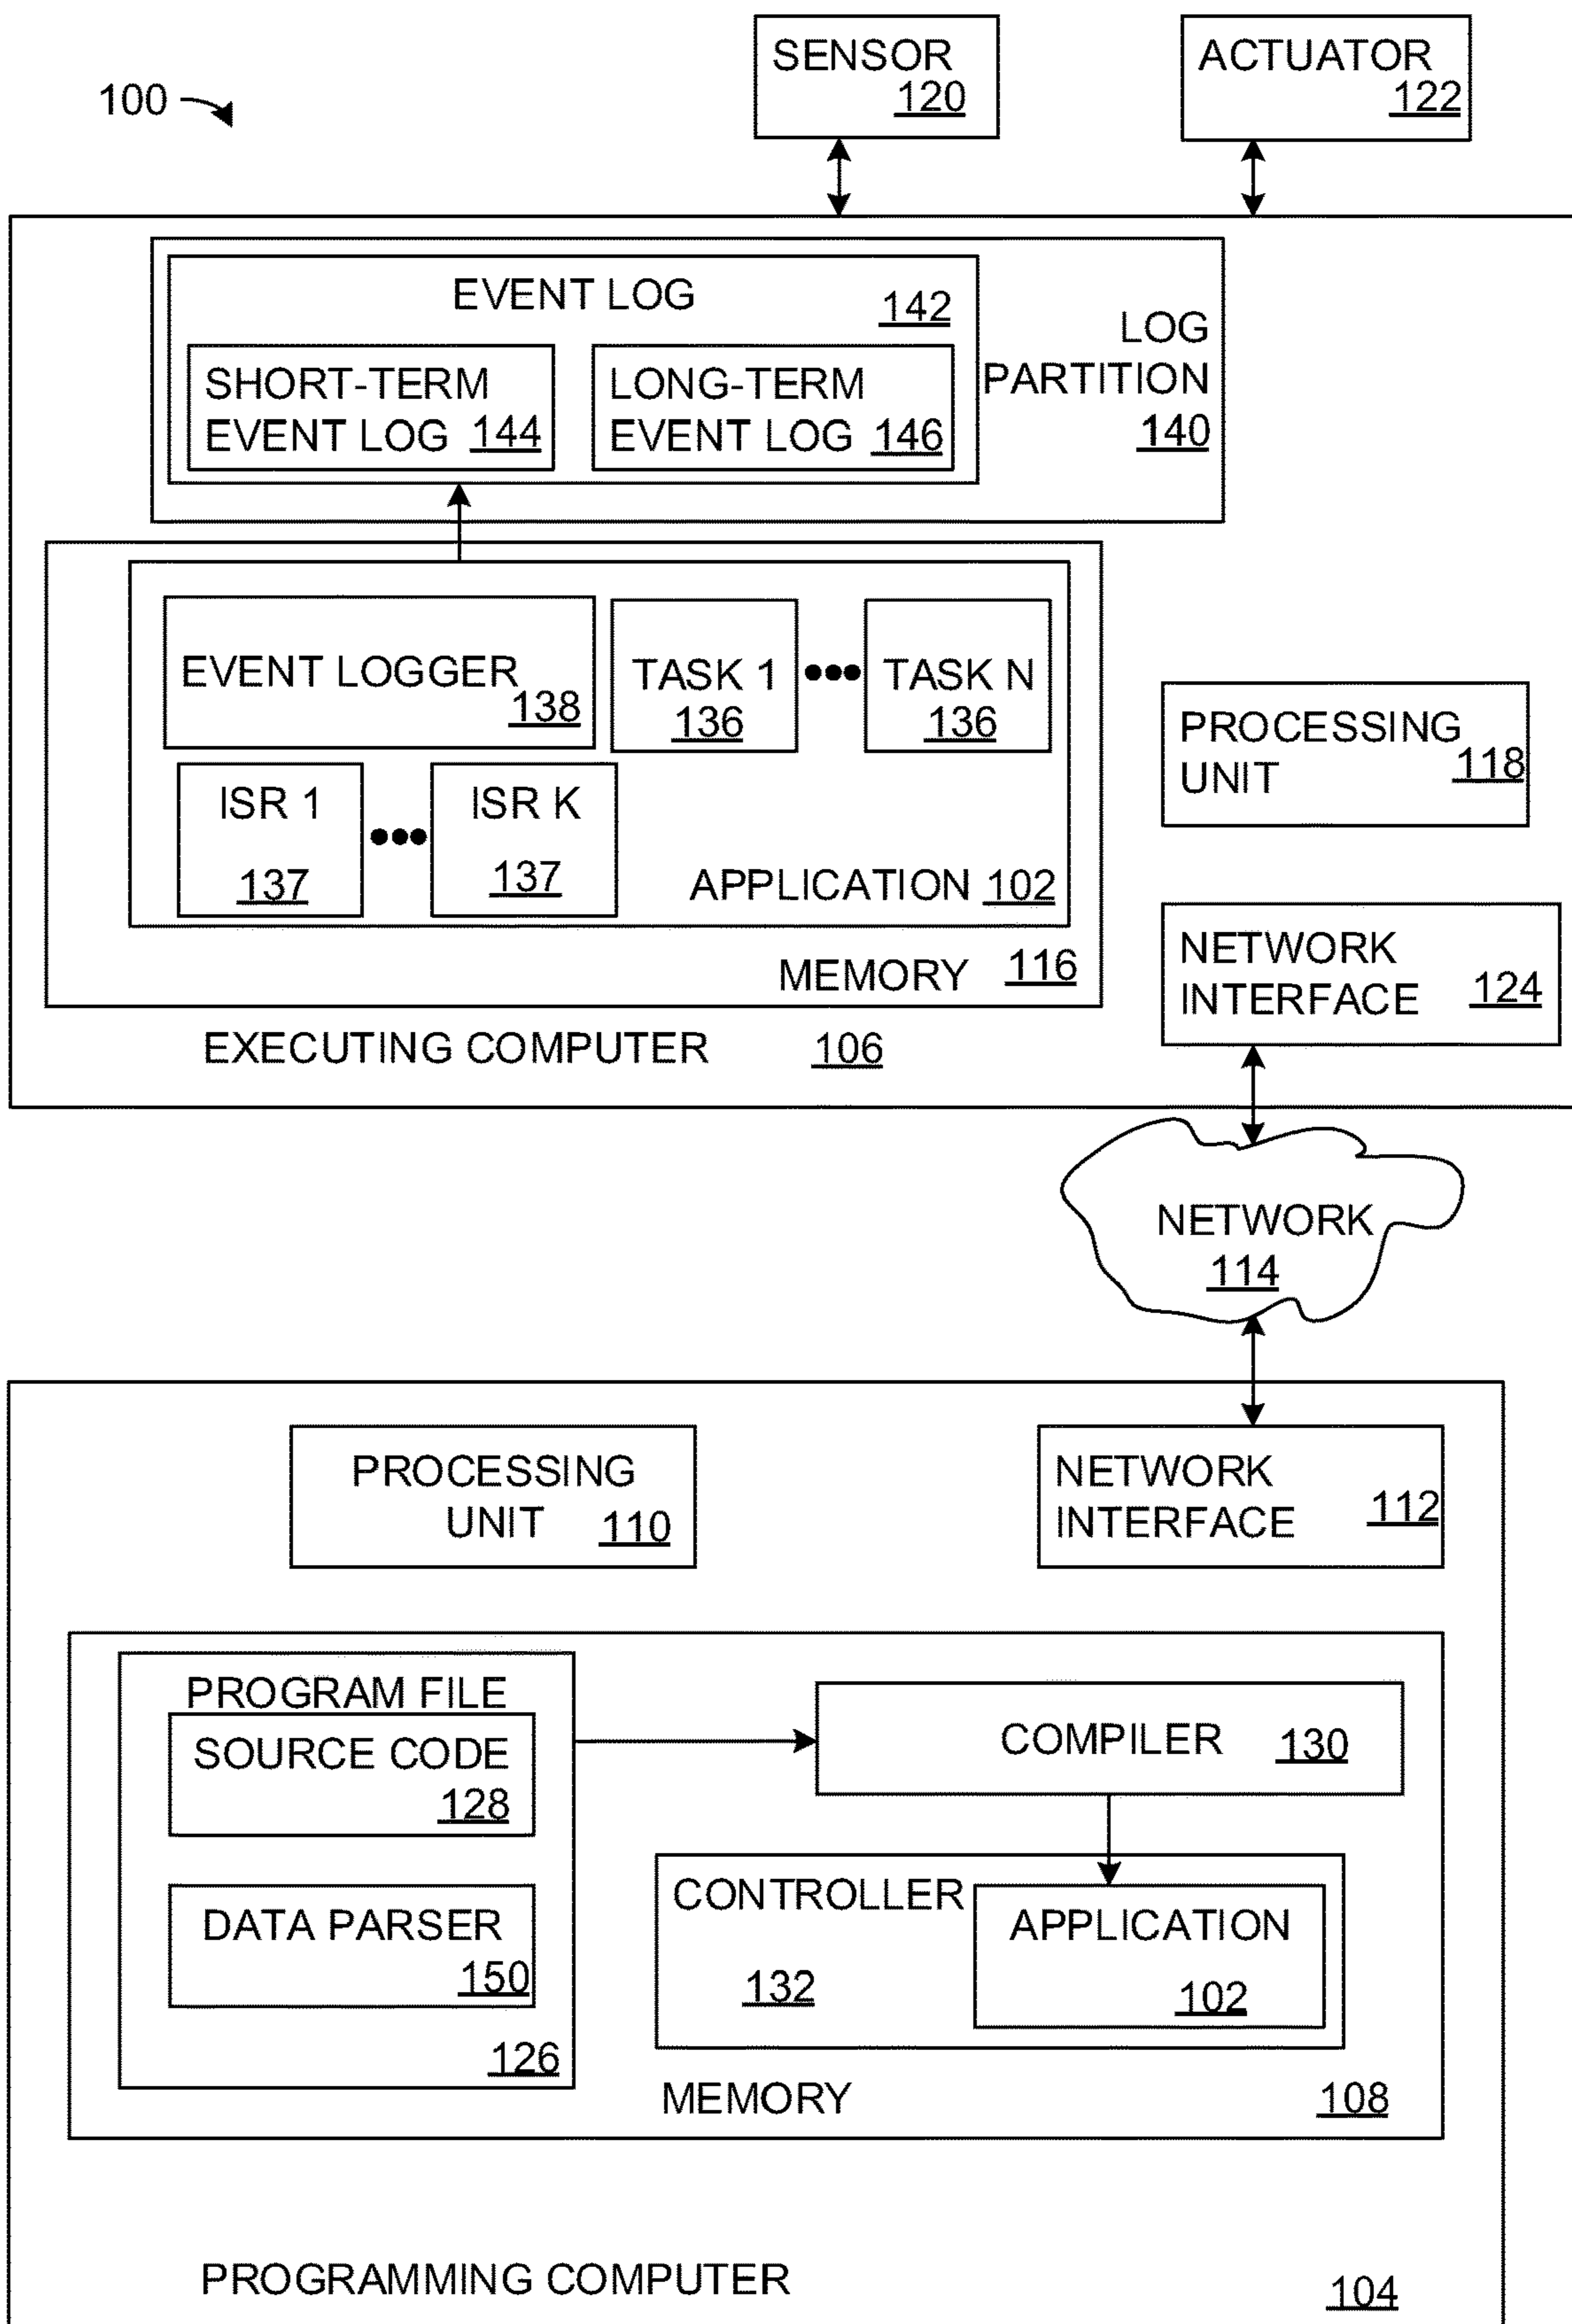 100
SENSOR
120
ACTUATOR
122
EVENT LOG
142
SHORT-TERM
EVENT LOG 144
LONG-TERM
EVENT LOG 146
LOG
PARTITION
140
EVENT LOGGER
138
TASK 1
136
TASK N
136
ISR 1
137
ISR K
137
APPLICATION 102
MEMORY 116
EXECUTING COMPUTER 106
PROCESSING
UNIT 118
NETWORK
INTERFACE 124
NETWORK
114
PROCESSING
UNIT 110
NETWORK
INTERFACE 112
PROGRAM FILE
SOURCE CODE
128
DATA PARSER
150
126
COMPILER 130
CONTROLLER
132
APPLICATION
102
MEMORY 108
PROGRAMMING COMPUTER 104